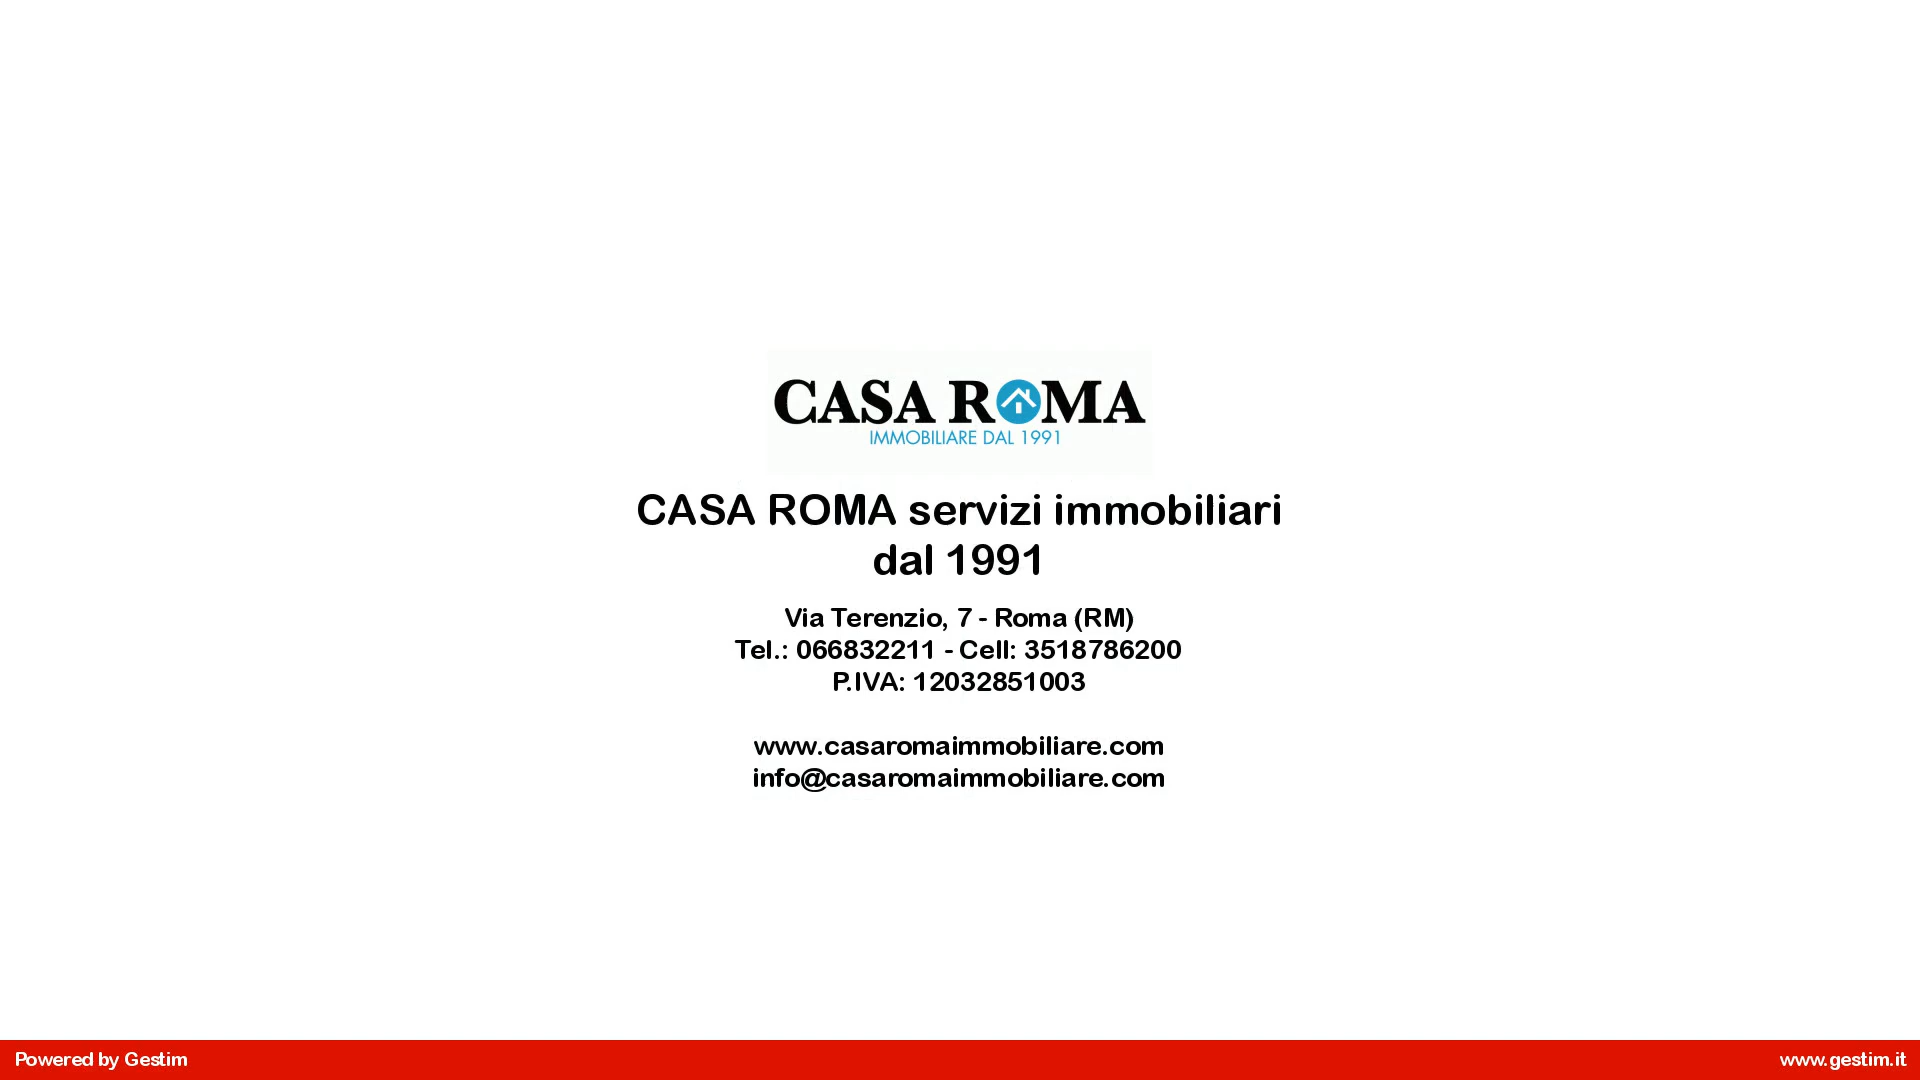 CASA ROMA
IMMOBILIARE DAL 1991
CASA ROMA servizi immobiliari
dal 1991
Via Terenzio, 7 - Roma (RM)
Tel.: 066832211 - Cell: 3518786200
P.IVA: 12032851003
www.casaromaimmobiliare.com
info@casaromaimmobiliare.com
Powered by Gestim
www.gestim.it